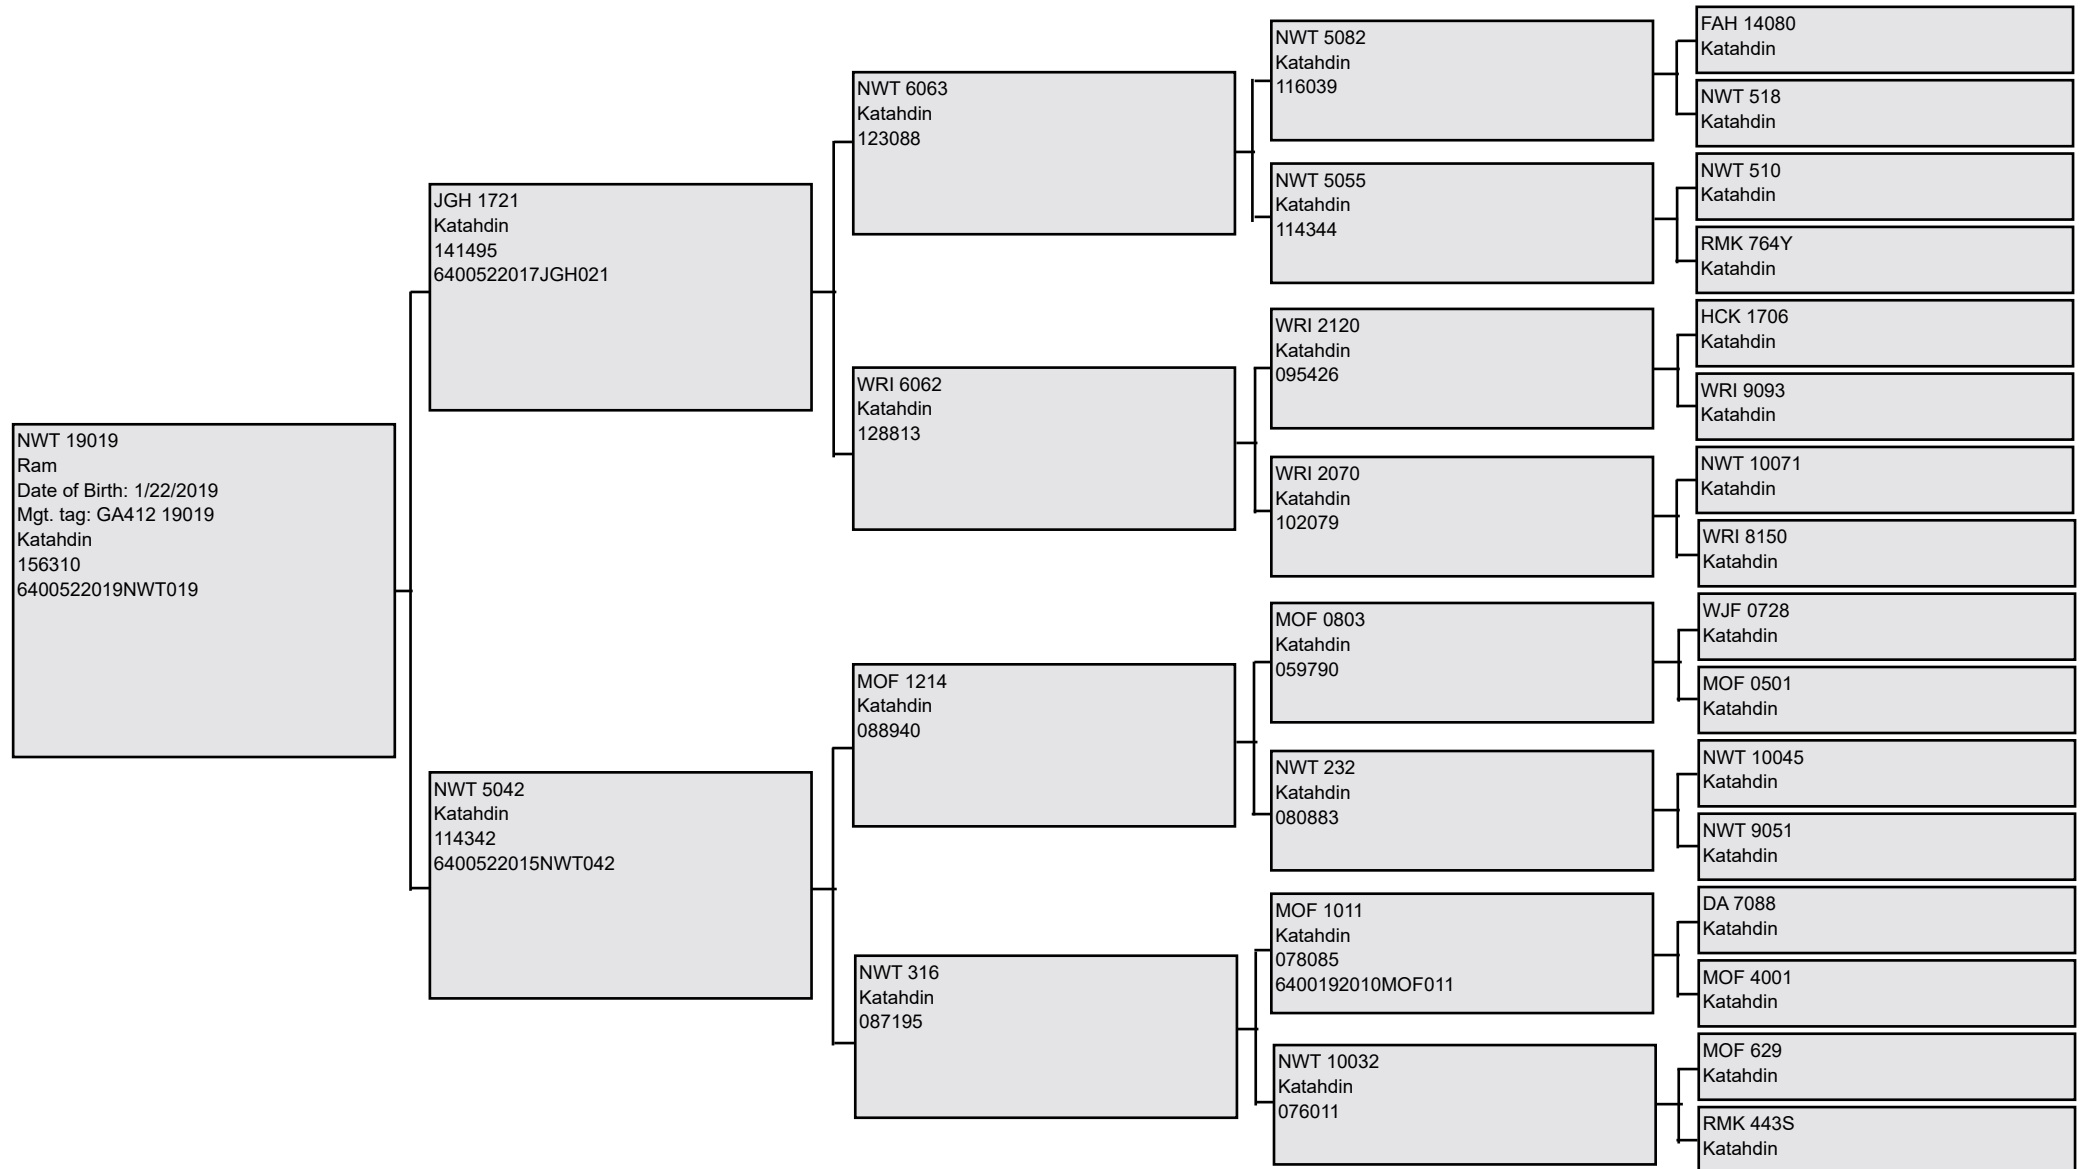 NWT 19019
Ram
Date of Birth: 1/22/2019
Mgt. tag: GA412 19019
Katahdin
156310
6400522019NWT019
JGH 1721
Katahdin
141495
6400522017JGH021
NWT 5042
Katahdin
114342
6400522015NWT042
NWT 6063
Katahdin
123088
WRI 6062
Katahdin
128813
MOF 1214
Katahdin
088940
NWT 316
Katahdin
087195
NWT 5082
Katahdin
116039
NWT 5055
Katahdin
114344
WRI 2120
Katahdin
095426
WRI 2070
Katahdin
102079
MOF 0803
Katahdin
059790
NWT 232
Katahdin
080883
MOF 1011
Katahdin
078085
6400192010MOF011
NWT 10032
Katahdin
076011
FAH 14080
Katahdin
NWT 518
Katahdin
NWT 510
Katahdin
RMK 764Y
Katahdin
HCK 1706
Katahdin
WRI 9093
Katahdin
NWT 10071
Katahdin
WRI 8150
Katahdin
WJF 0728
Katahdin
MOF 0501
Katahdin
NWT 10045
Katahdin
NWT 9051
Katahdin
DA 7088
Katahdin
MOF 4001
Katahdin
MOF 629
Katahdin
RMK 443S
Katahdin